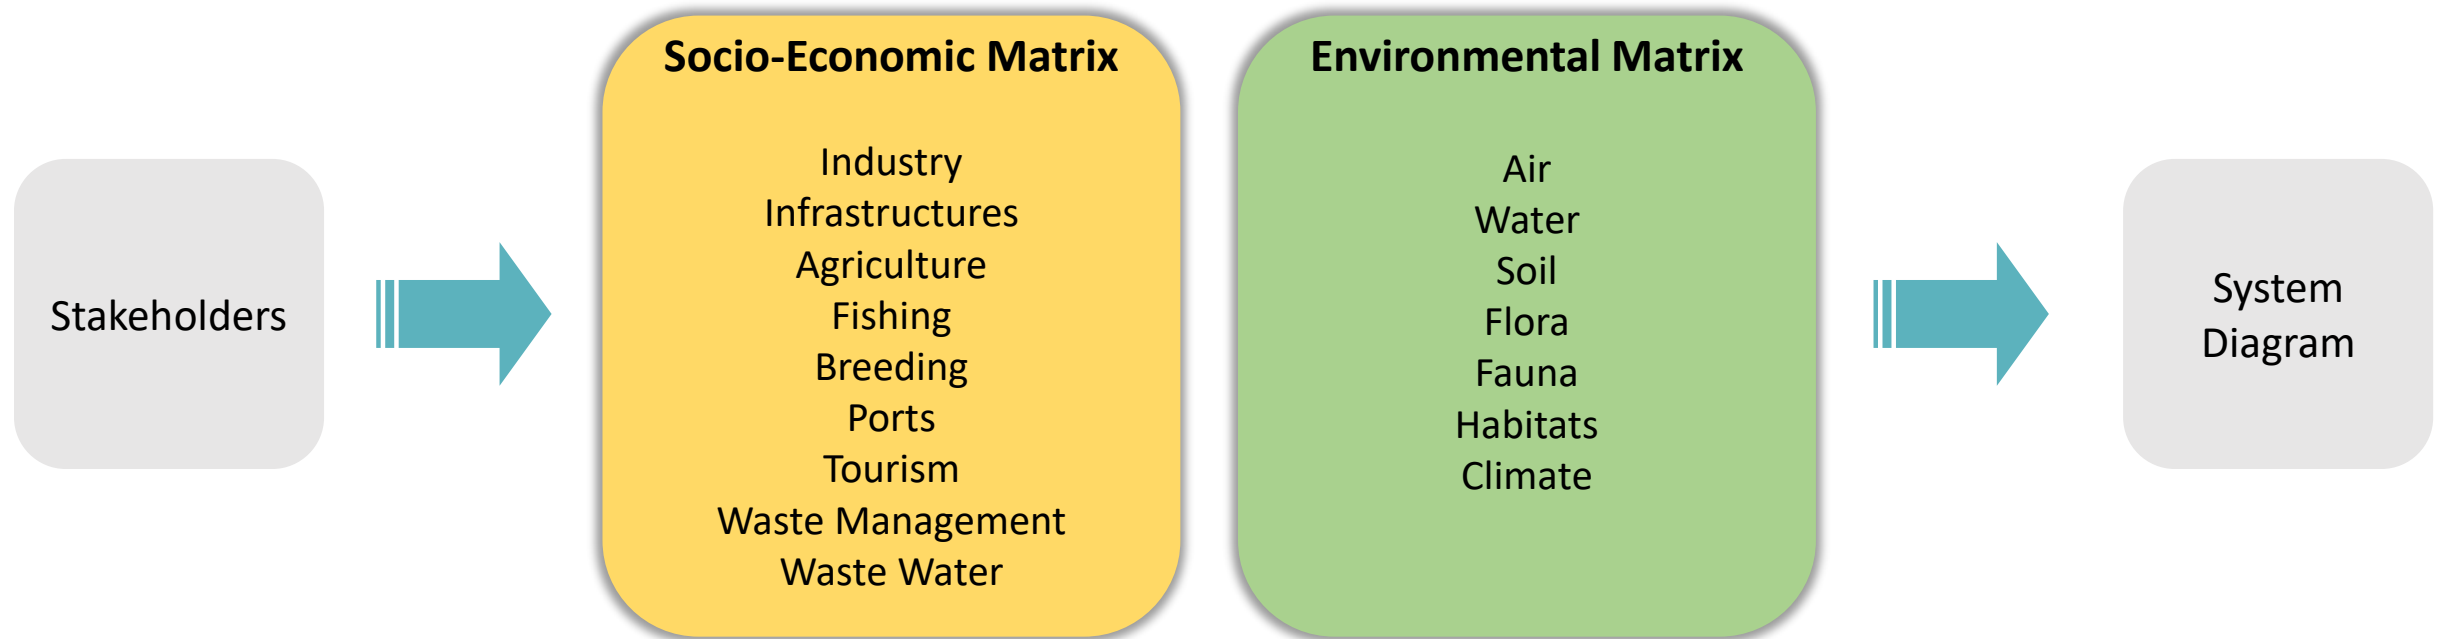 Stakeholders
Socio-Economic Matrix
Industry
Infrastructures
Agriculture
Fishing
Breeding
Ports
Tourism
Waste Management
Waste Water
Environmental Matrix
Air
Water
Soil
Flora
Fauna
Habitats
Climate
System
Diagram